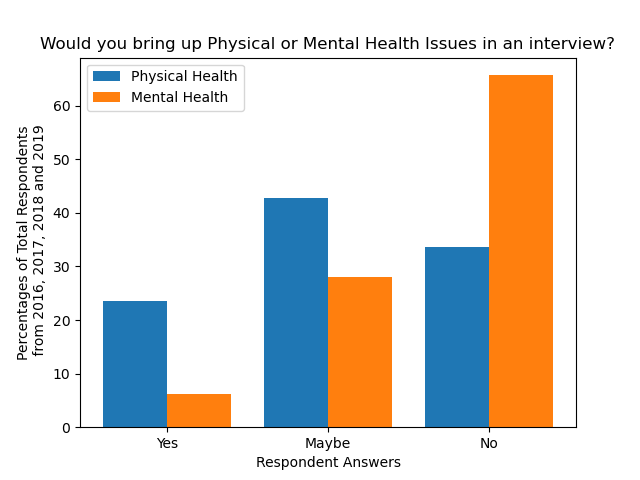 Would you bring up Physical or Mental Health Issues in an interview?
Physical Health
Mental Health
Percentages of Total Respondents
from 2016, 2017, 2018 and 2019
60
50
40
30
20
10
0
Yes
Maybe
No
Respondent Answers